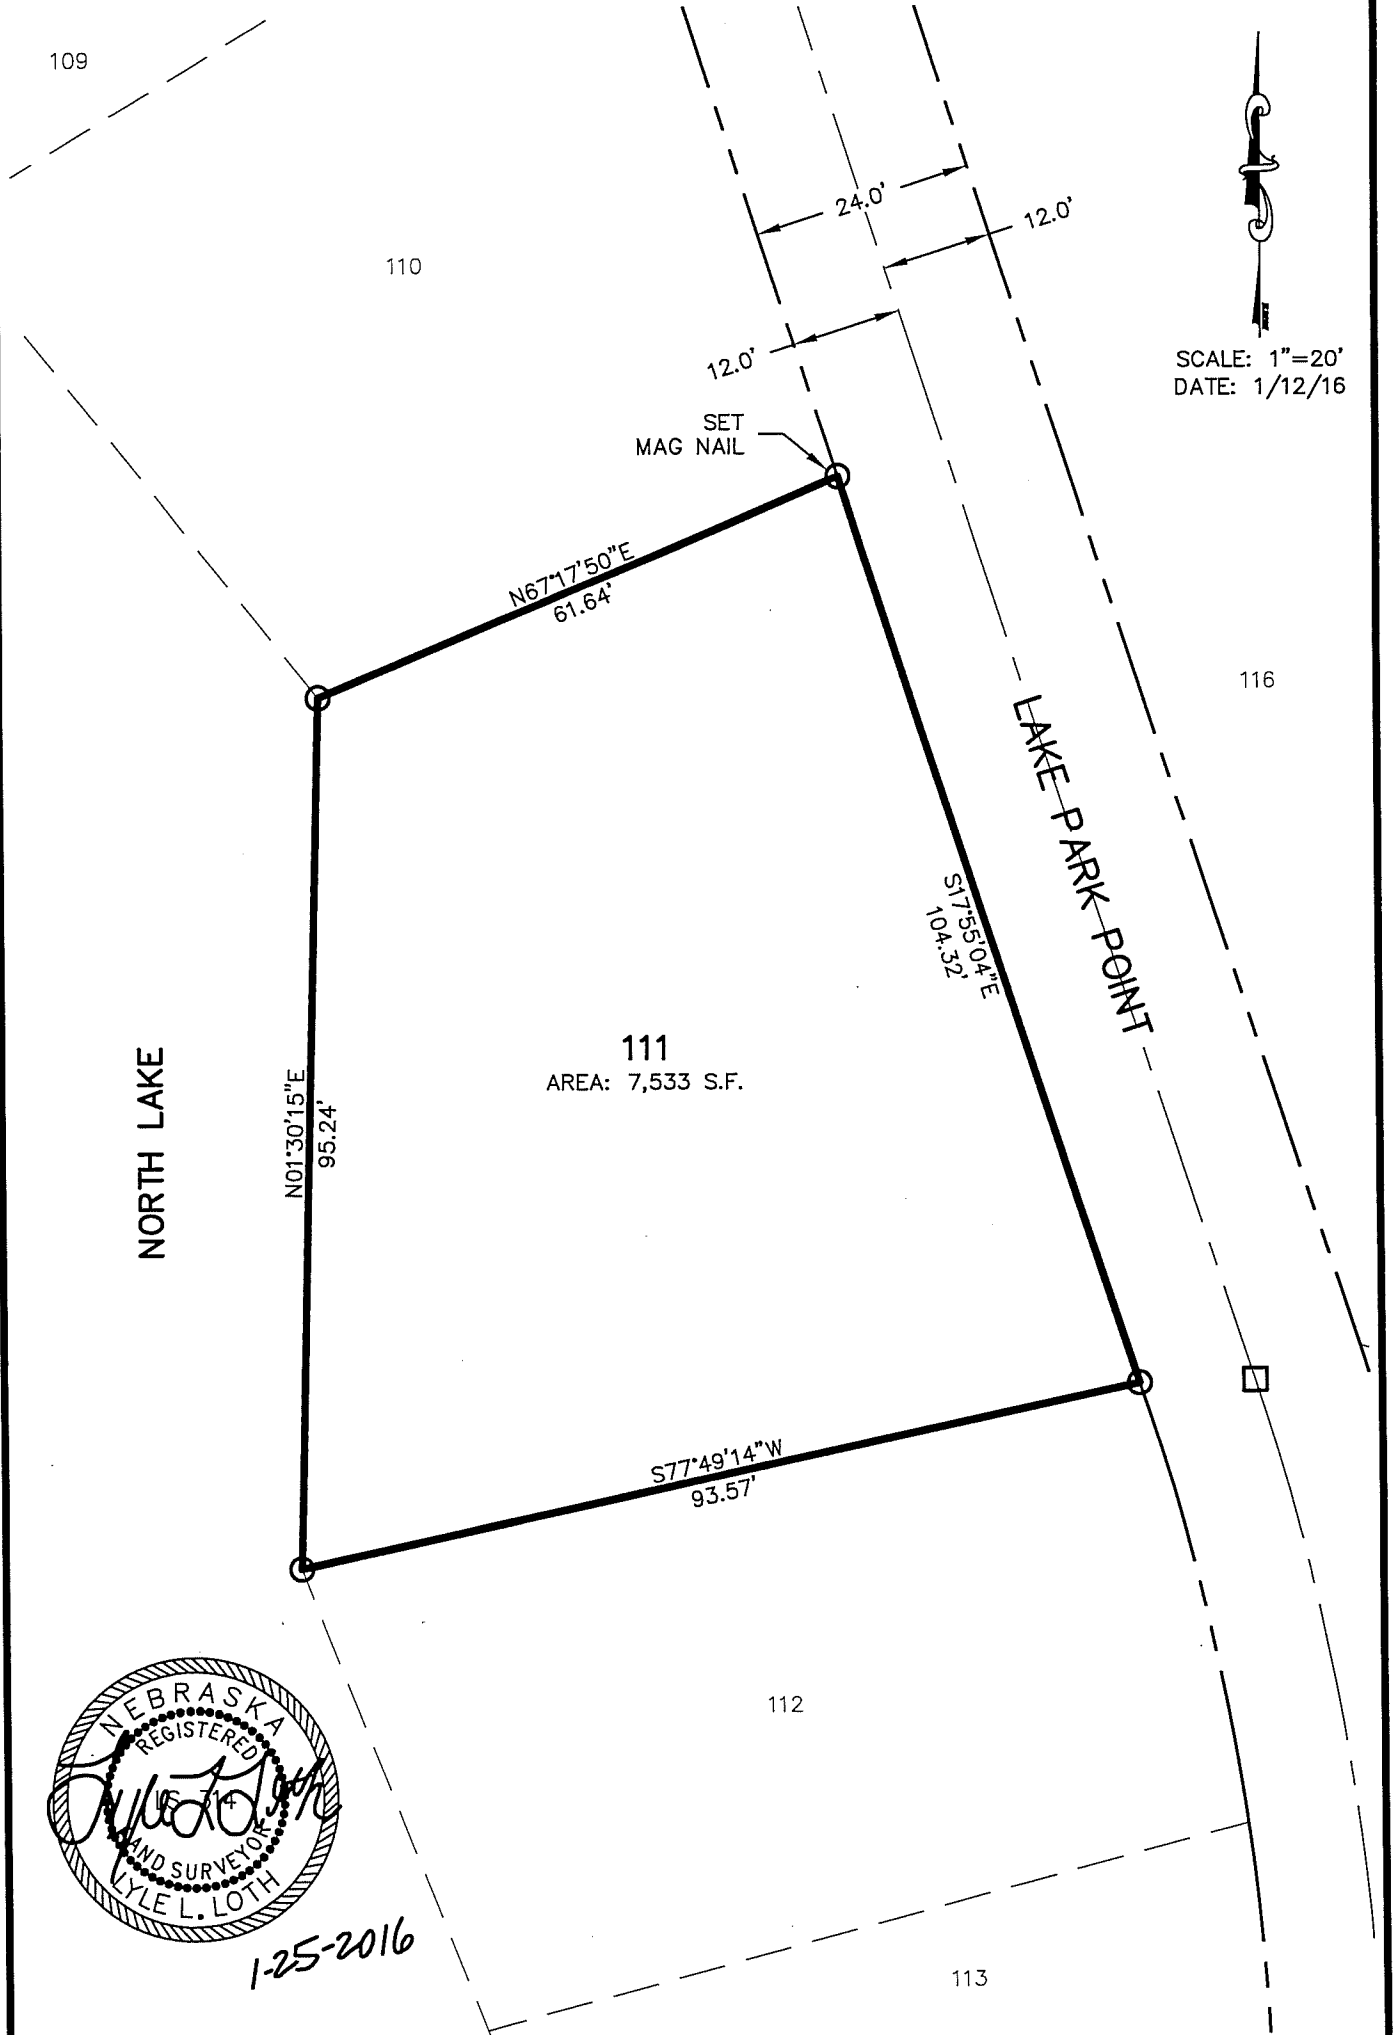 109
110
24.0'
12.0'
12.0'
SCALE: 1"=20'
DATE: 1/12/16
SET
MAG NAIL
N67°17'50"E
61.64'
116
LAKE PARK POINT
S17°55'04"E
104.32'
111
AREA: 7,533 S.F.
NORTH LAKE
N01°30'15"E
95.24'
S77°49'14"W
93.57'
112
NEBRASKA
REGISTERED
LS 314
LAND SURVEYOR
LYLE L. LOTH
1-25-2016
113